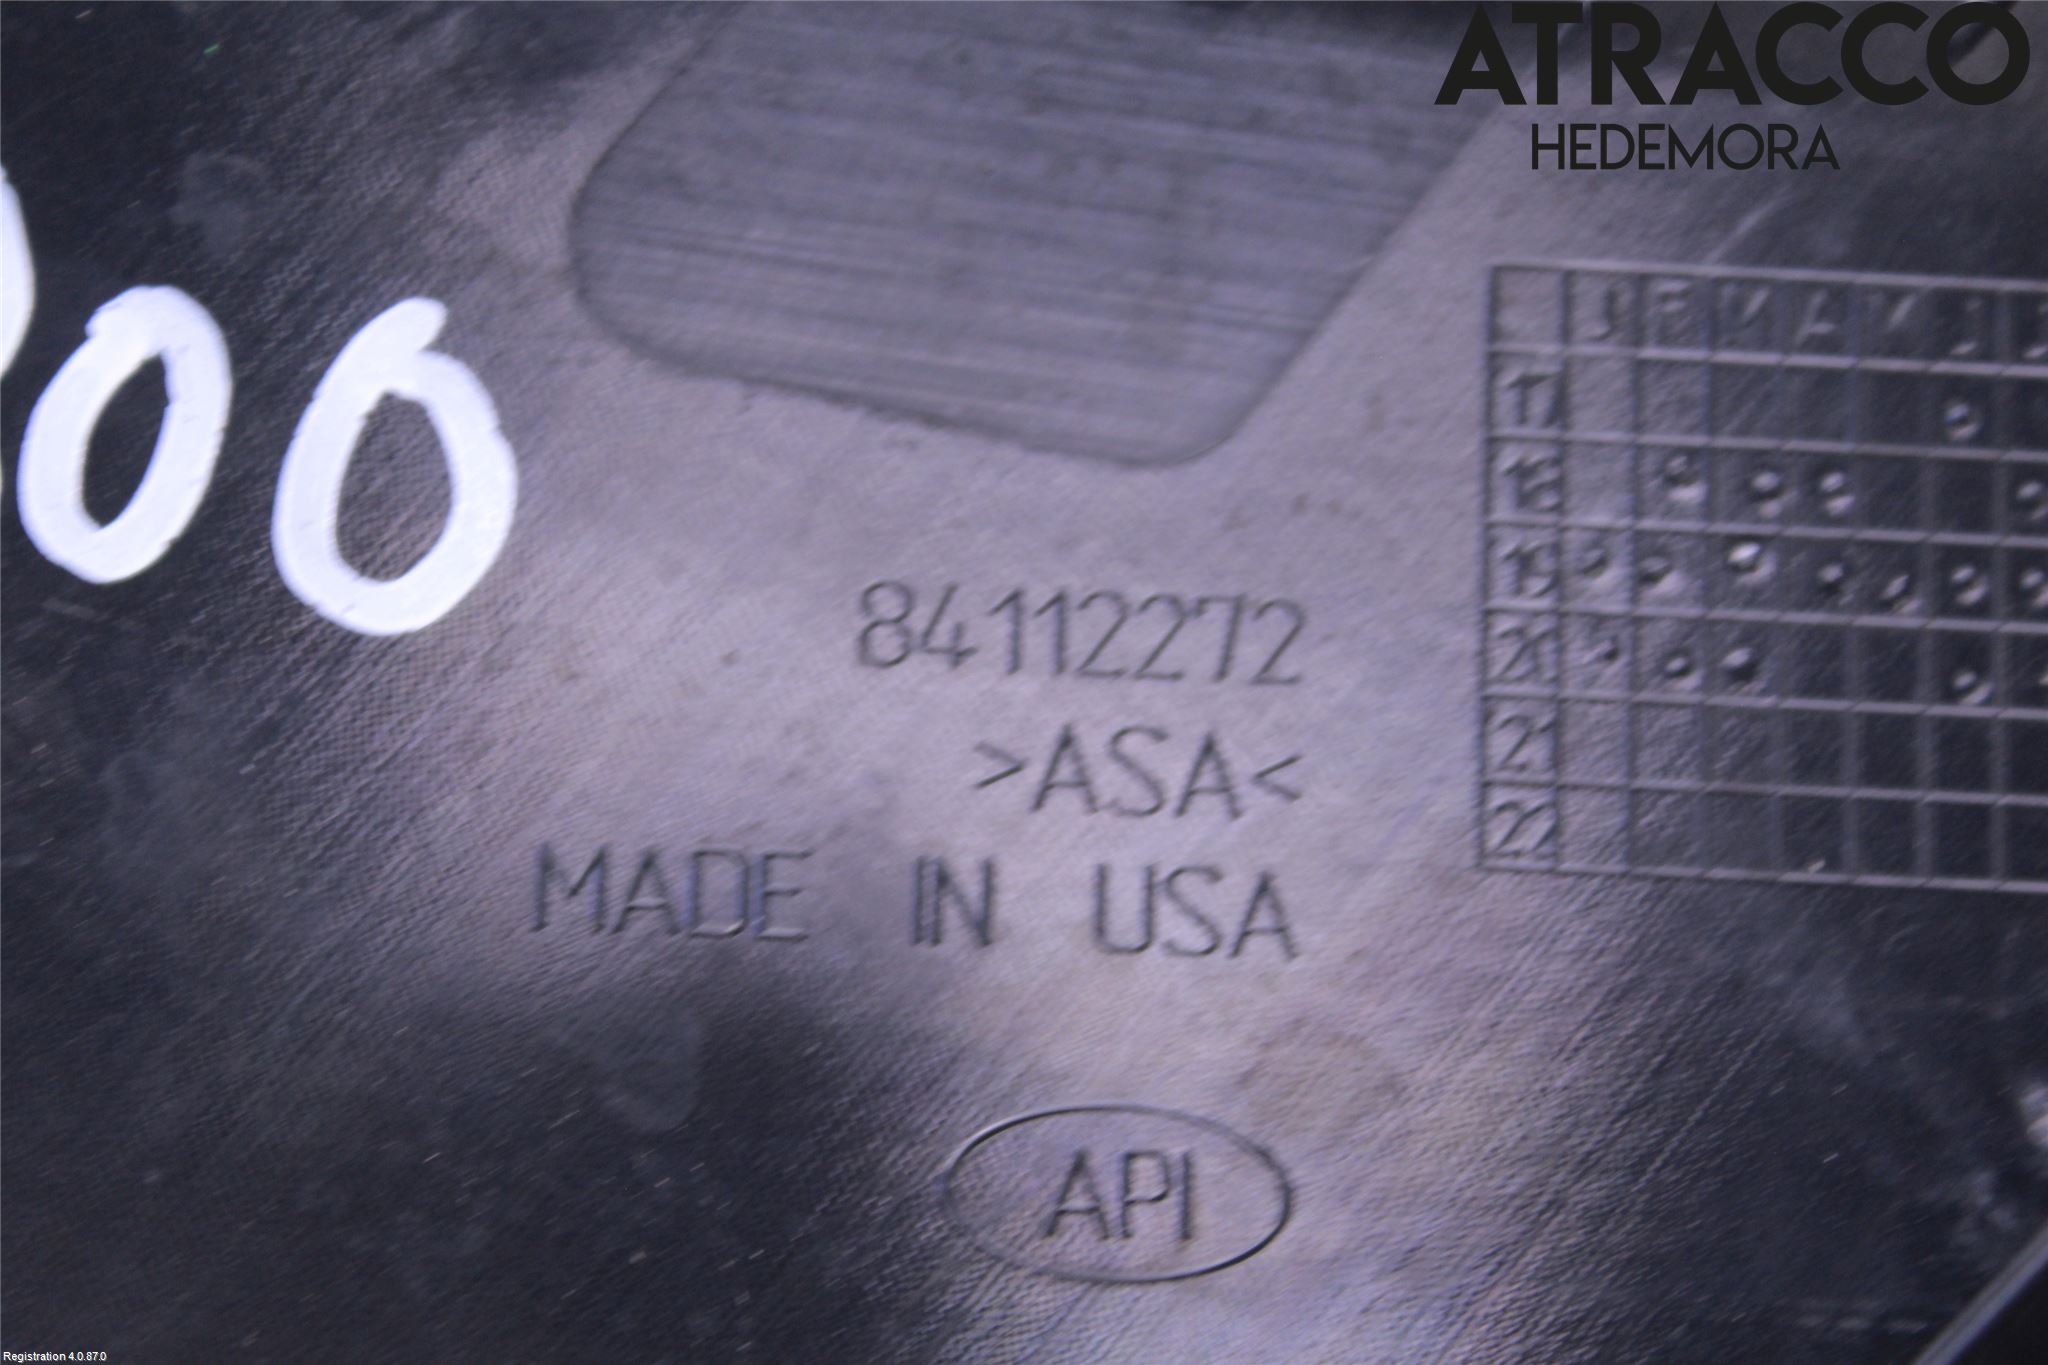 ATRACCO
HEDEMORA
00
J F M A M J
17
18
19
20
21
22
84112272
>ASA<
MADE IN USA
API
Registration 4.0.87.0